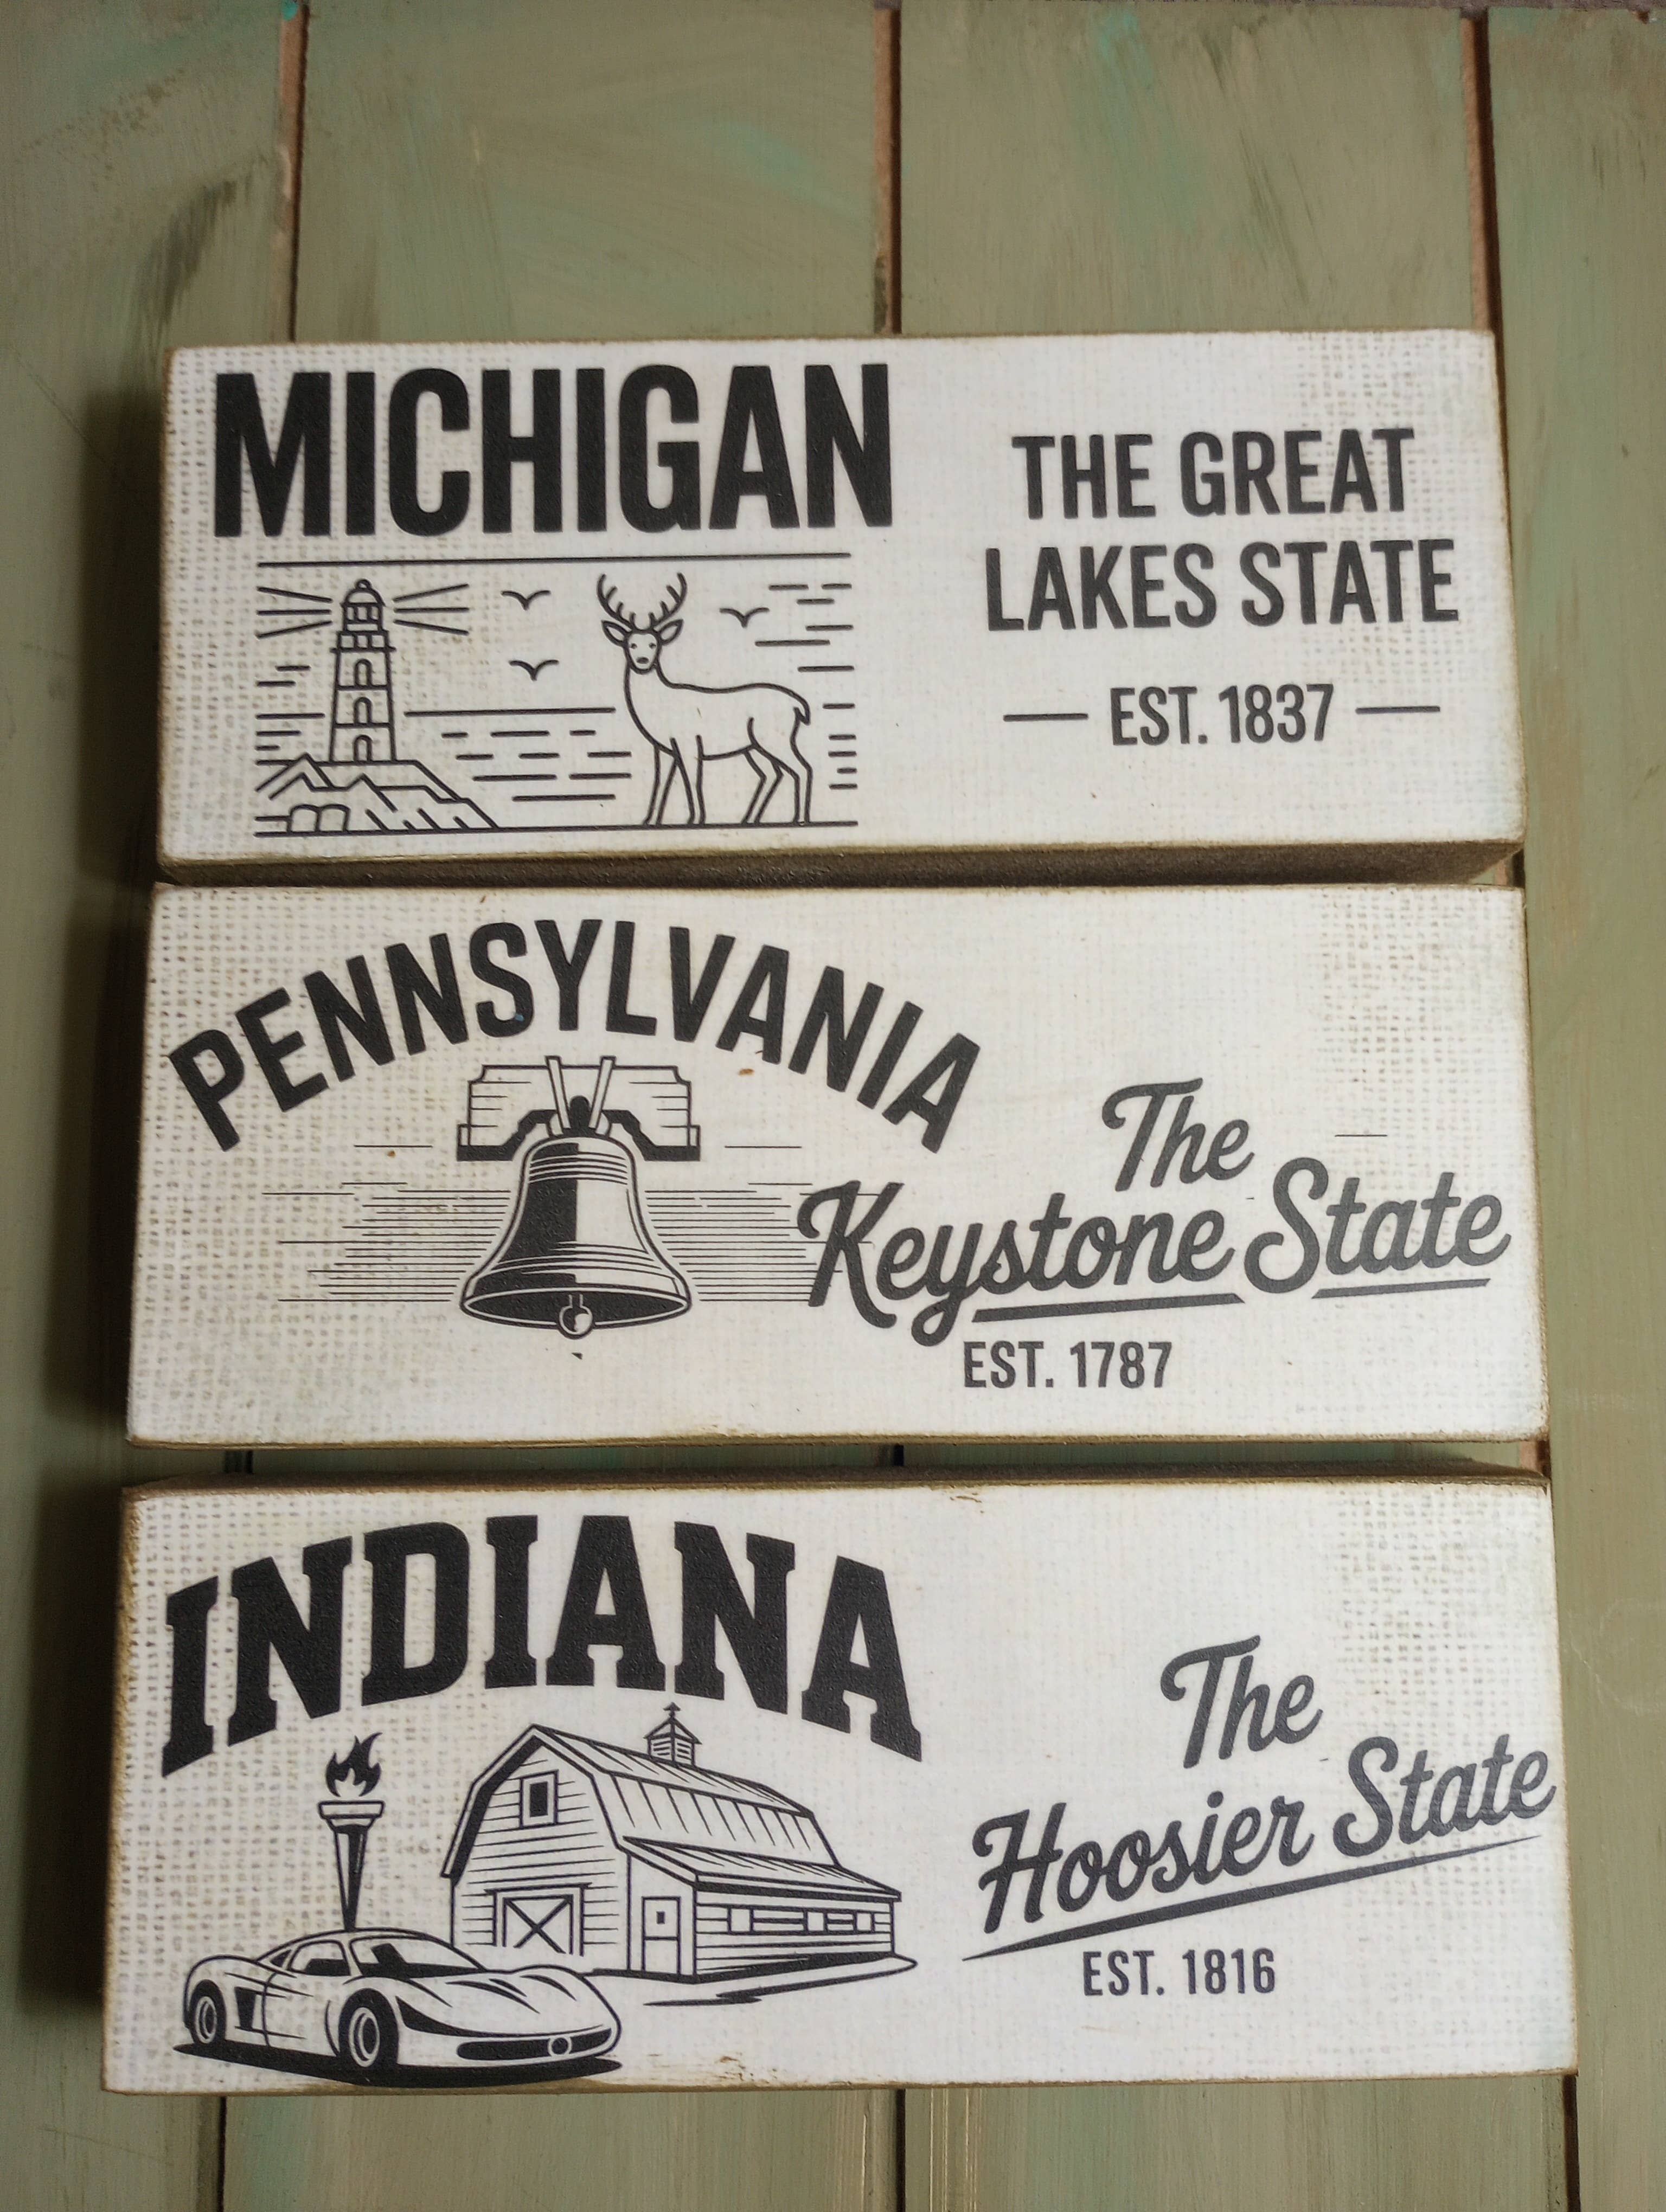 MICHIGAN
THE GREAT
LAKES STATE
EST. 1837
PENNSYLVANIA
The
Keystone State
EST. 1787
INDIANA
The
Hoosier State
EST. 1816